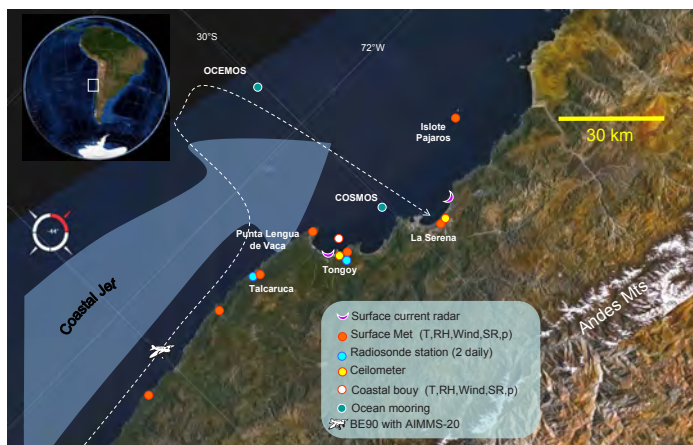 30°S
72°W
OCEMOS
Islote
Pajaros
30 km
COSMOS
-44°
Punta Lengua
de Vaca
La Serena
Tongoy
Talcaruca
Coastal Jet
Andes Mts
Surface current radar
Surface Met (T,RH,Wind,SR,p)
Radiosonde station (2 daily)
Ceilometer
Coastal bouy (T,RH,Wind,SR,p)
Ocean mooring
BE90 with AIMMS-20